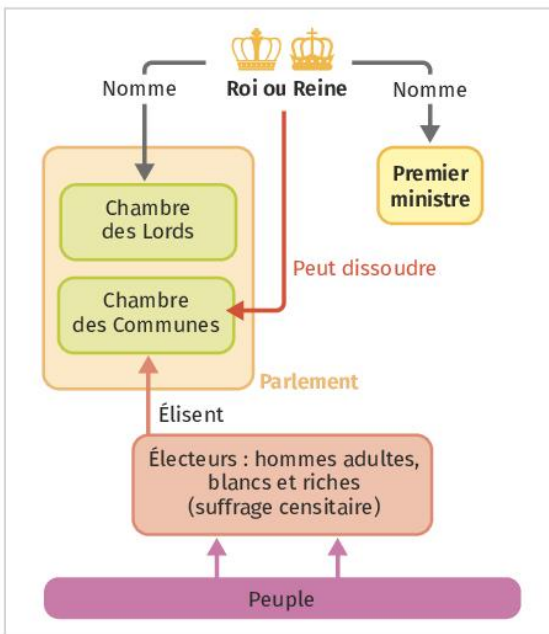 Nomme
Roi ou Reine
Nomme
Premier
ministre
Chambre
des Lords
Peut dissoudre
Chambre
des Communes
Parlement
Élisent
Électeurs : hommes adultes,
blancs et riches
(suffrage censitaire)
Peuple